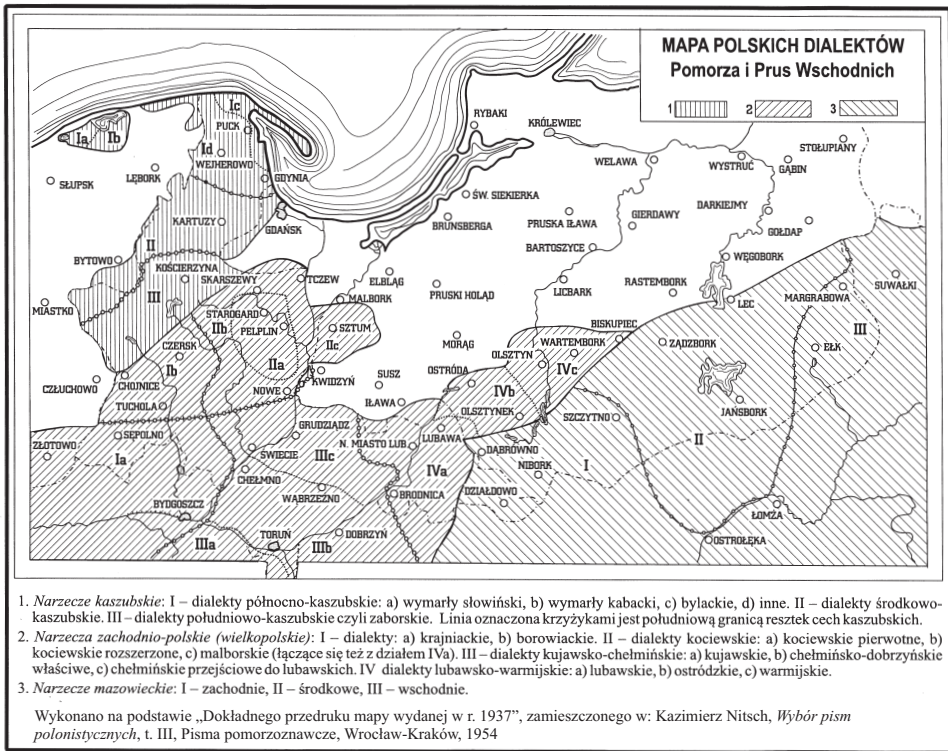 MAPA POLSKICH DIALEKTÓW
Pomorza i Prus Wschodnich
1 2 3
Ia
Ib
Ic
PUCK
Id
WEJHEROWO
GDYNIA
SŁUPSK
LĘBORK
KARTUZY
GDAŃSK
RYBAKI
KRÓLEWIEC
WELAWA
WYSTRUĆ
GĄBIN
STOŁUPIANY
ŚW. SIEKIERKA
BRUNSBERGA
PRUSKA IŁAWA
GIERDAWY
DARKIEJMY
GOŁDAP
BARTOSZYCE
WĘGOBORK
II
BYTOWO
KOŚCIERZYNA
SKARSZEWY
TCZEW
ELBLĄG
MALBORK
PRUSKI HOLĄD
LICBARK
RASTEMBORK
LEC
MARGRABOWA
SUWAŁKI
MIASTKO
III
STAROGARD
IIb
PELPLIN
IIc
SZTUM
MORĄG
BISKUPIEC
WARTEMBORK
OLSZTYN
IVc
ZĄDZBORK
EŁK
III
CZERSK
Ib
IIa
CZŁUCHOWO
CHOJNICE
TUCHOLA
NOWE
KWIDZYŃ
SUSZ
OSTRÓDA
IŁAWA
IVb
OLSZTYNEK
SZCZYTNO
JAŃSBORK
ZŁOTOWO
SĘPOLNO
Ia
GRUDZIĄDZ
N. MIASTO LUB
LUBAWA
ŚWIECIE
IIIc
CHEŁMNO
WĄBRZEŹNO
IVa
BRODNICA
DĄBRÓWNO
NIBORK
DZIAŁDOWO
I
II
BYDGOSZCZ
IIIa
TORUŃ
IIIb
DOBRZYŃ
ŁOMŻA
OSTROŁĘKA
1. Narzecze kaszubskie: I – dialekty północno-kaszubskie: a) wymarły słowiński, b) wymarły kabacki, c) bylackie, d) inne. II – dialekty środkowo-
kaszubskie. III – dialekty południowo-kaszubskie czyli zaborskie. Linia oznaczona krzyżykami jest południową granicą resztek cech kaszubskich.
2. Narzecza zachodnio-polskie (wielkopolskie): I – dialekty: a) krajniackie, b) borowiackie. II – dialekty kociewskie: a) kociewskie pierwotne, b)
kociewskie rozszerzone, c) malborskie (łączące się też z działem IVa). III – dialekty kujawsko-chełmińskie: a) kujawskie, b) chełmińsko-dobrzyńskie
właściwe, c) chełmińskie przejściowe do lubawskich. IV dialekty lubawsko-warmijskie: a) lubawskie, b) ostródzkie, c) warmijskie.
3. Narzecze mazowieckie: I – zachodnie, II – środkowe, III – wschodnie.
Wykonano na podstawie „Dokładnego przedruku mapy wydanej w r. 1937”, zamieszczonego w: Kazimierz Nitsch, Wybór pism
polonistycznych, t. III, Pisma pomorzoznawcze, Wrocław-Kraków, 1954